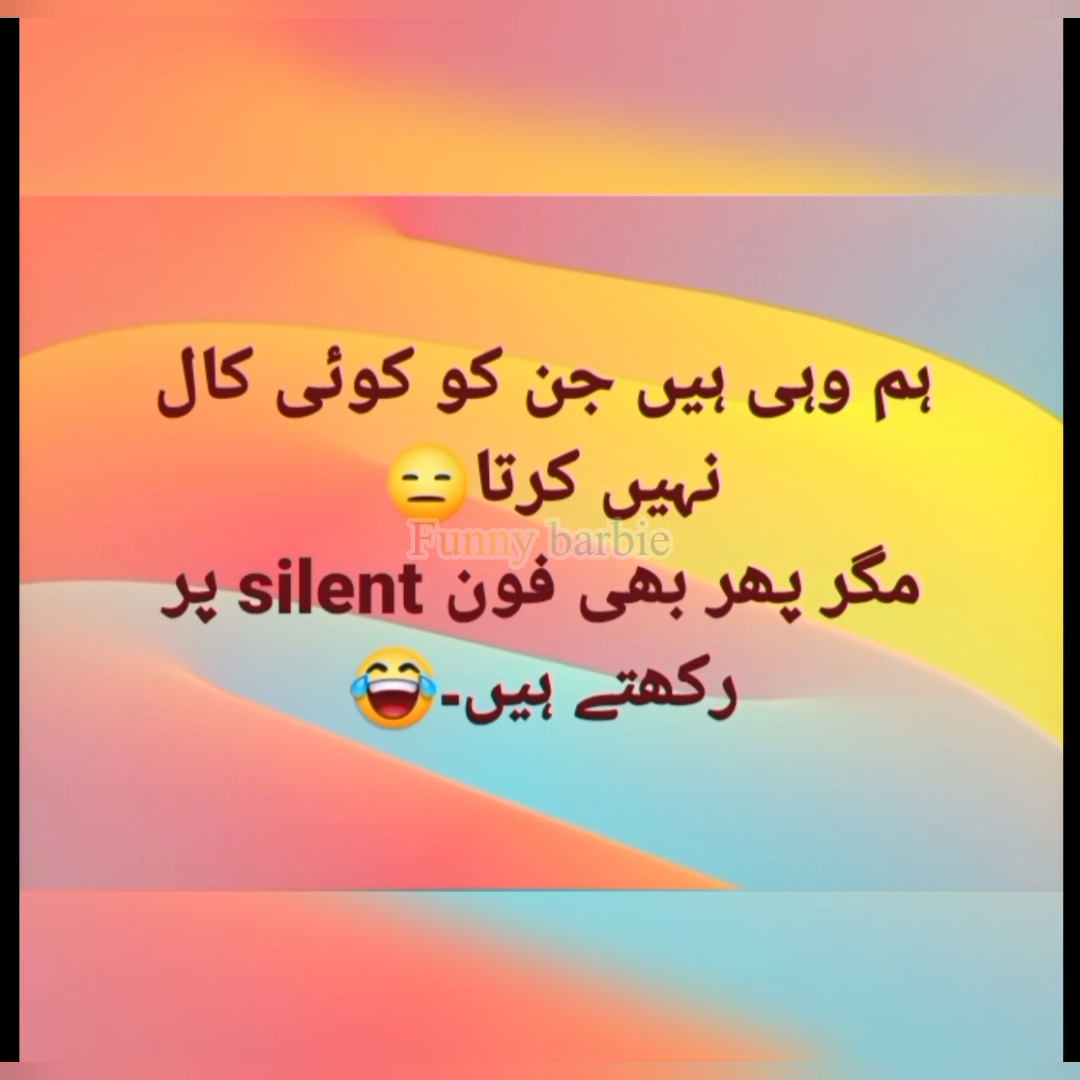 ہم وہی ہیں جن کو کوئی کال
نہیں کرتا😑
Funny barbie
مگر پھر بھی فون silent پر
رکھتے ہیں۔😂